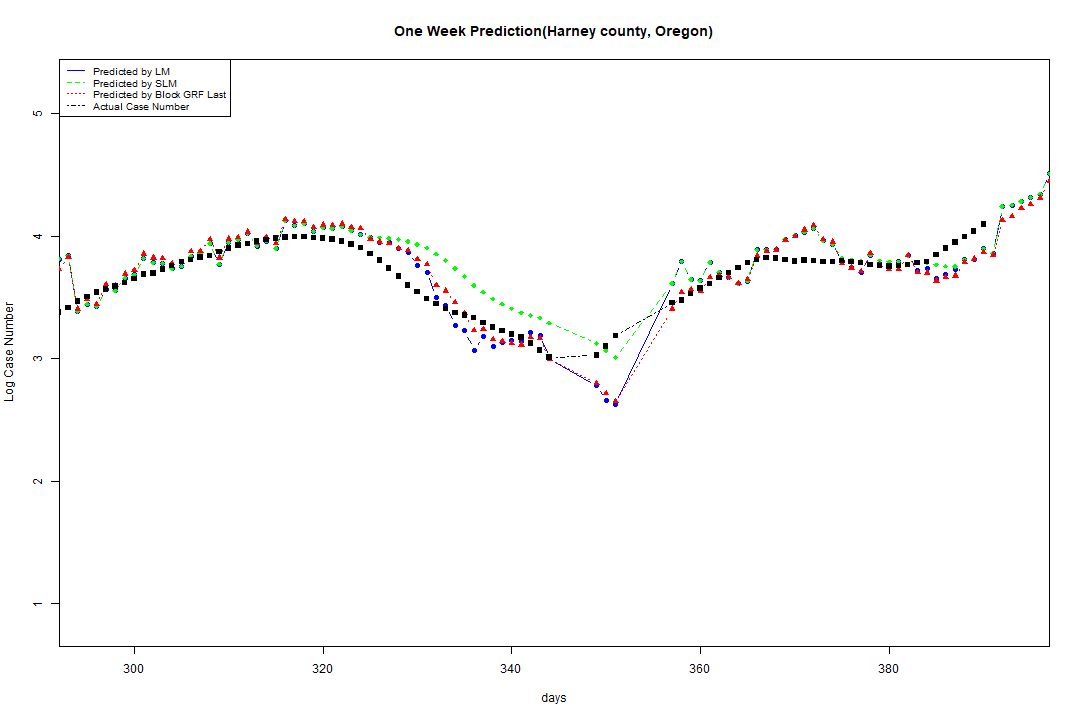 One Week Prediction(Harney county, Oregon)
Predicted by LM
Predicted by SLM
Predicted by Block GRF Last
Actual Case Number
5
4
3
2
1
Log Case Number
300 320 340 360 380
days